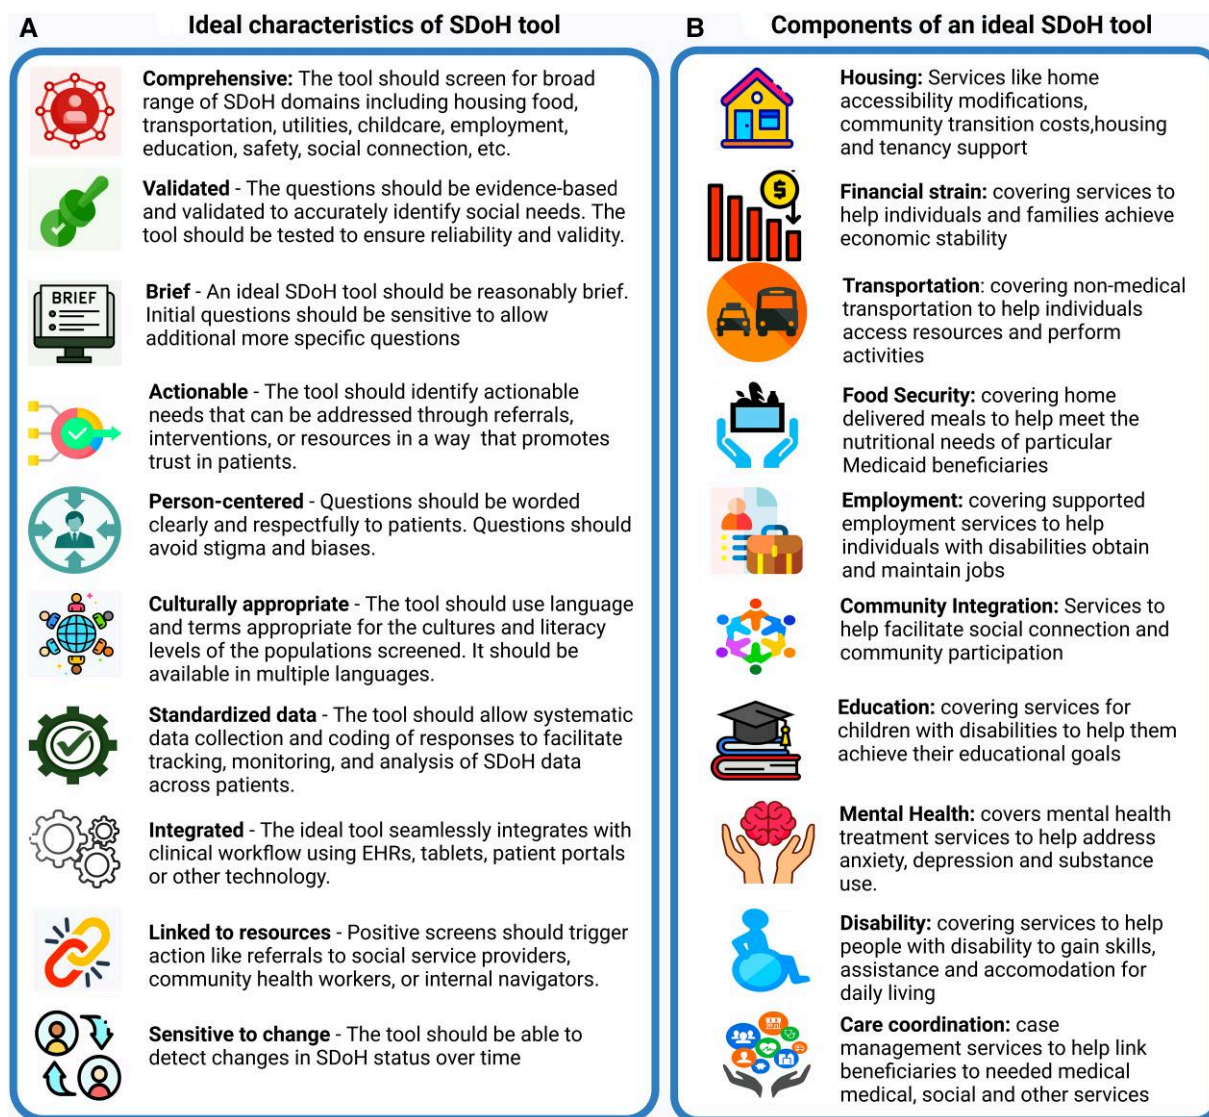 A Ideal characteristics of SDoH tool
Comprehensive: The tool should screen for broad
range of SDoH domains including housing food,
transportation, utilities, childcare, employment,
education, safety, social connection, etc.
Validated - The questions should be evidence-based
and validated to accurately identify social needs. The
tool should be tested to ensure reliability and validity.
BRIEF
Brief - An ideal SDoH tool should be reasonably brief.
Initial questions should be sensitive to allow
additional more specific questions
Actionable - The tool should identify actionable
needs that can be addressed through referrals,
interventions, or resources in a way that promotes
trust in patients.
Person-centered - Questions should be worded
clearly and respectfully to patients. Questions should
avoid stigma and biases.
Culturally appropriate - The tool should use language
and terms appropriate for the cultures and literacy
levels of the populations screened. It should be
available in multiple languages.
Standardized data - The tool should allow systematic
data collection and coding of responses to facilitate
tracking, monitoring, and analysis of SDoH data
across patients.
Integrated - The ideal tool seamlessly integrates with
clinical workflow using EHRs, tablets, patient portals
or other technology.
Linked to resources - Positive screens should trigger
action like referrals to social service providers,
community health workers, or internal navigators.
Sensitive to change - The tool should be able to
detect changes in SDoH status over time
B Components of an ideal SDoH tool
Housing: Services like home
accessibility modifications,
community transition costs,housing
and tenancy support
$
Financial strain: covering services to
help individuals and families achieve
economic stability
Transportation: covering non-medical
transportation to help individuals
access resources and perform
activities
Food Security: covering home
delivered meals to help meet the
nutritional needs of particular
Medicaid beneficiaries
Employment: covering supported
employment services to help
individuals with disabilities obtain
and maintain jobs
Community Integration: Services to
help facilitate social connection and
community participation
Education: covering services for
children with disabilities to help them
achieve their educational goals
Mental Health: covers mental health
treatment services to help address
anxiety, depression and substance
use.
Disability: covering services to help
people with disability to gain skills,
assistance and accomodation for
daily living
Care coordination: case
management services to help link
beneficiaries to needed medical
medical, social and other services